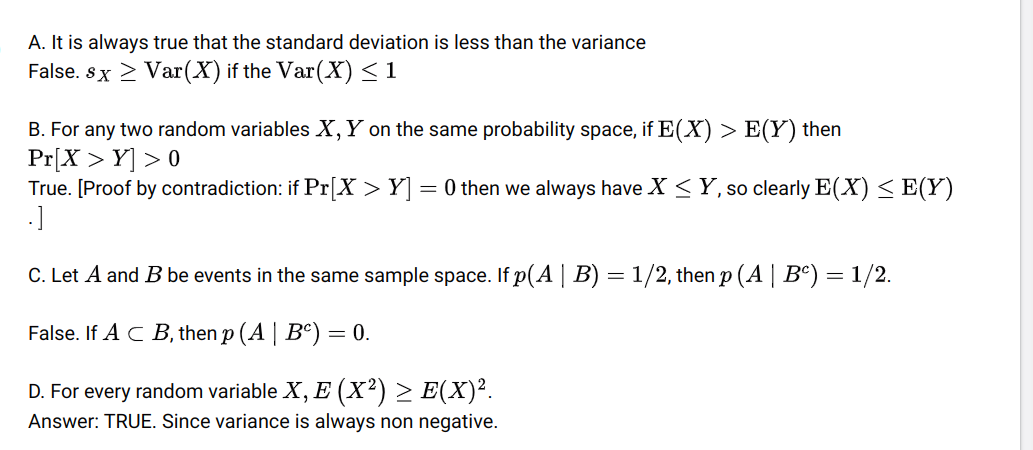 A. It is always true that the standard deviation is less than the variance
False. s_X ≥ Var(X) if the Var(X) ≤ 1
B. For any two random variables X, Y on the same probability space, if E(X) > E(Y) then
Pr[X > Y] > 0
True. [Proof by contradiction: if Pr[X > Y] = 0 then we always have X ≤ Y, so clearly E(X) ≤ E(Y)
.]
C. Let A and B be events in the same sample space. If p(A | B) = 1/2, then p (A | Bᶜ) = 1/2.
False. If A ⊂ B, then p (A | Bᶜ) = 0.
D. For every random variable X, E (X²) ≥ E(X)².
Answer: TRUE. Since variance is always non negative.